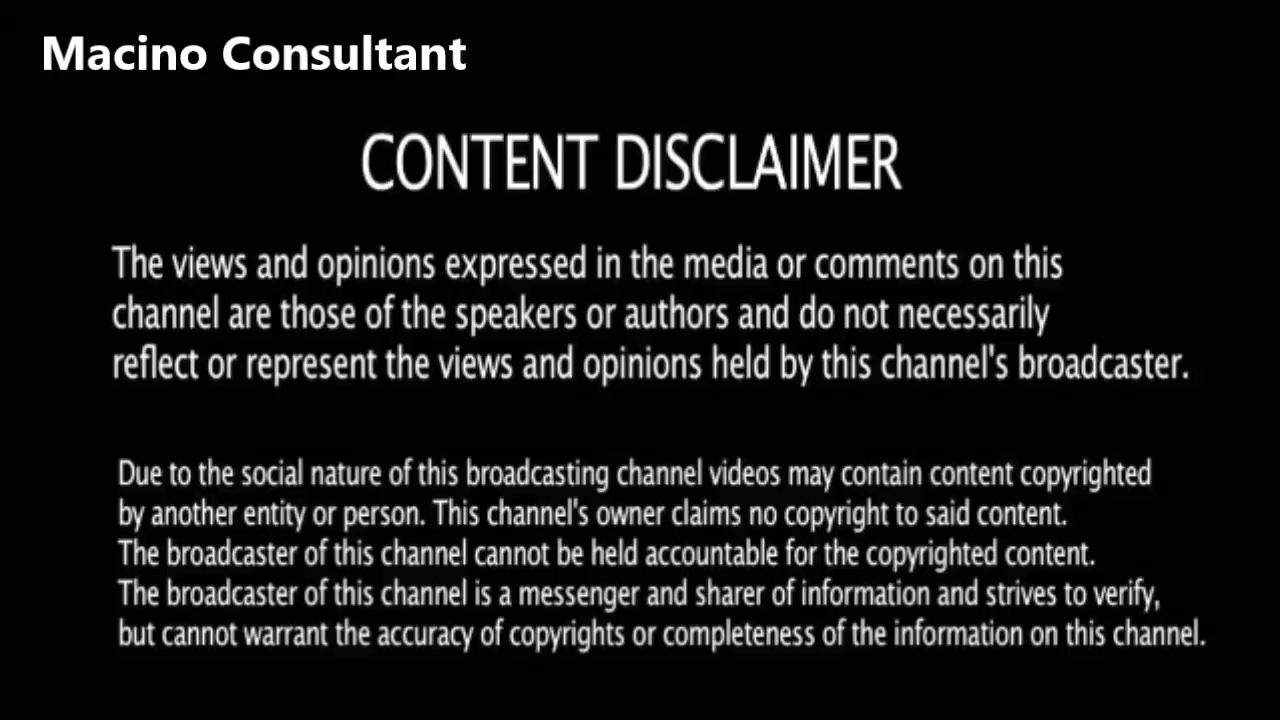 Macino Consultant
CONTENT DISCLAIMER
The views and opinions expressed in the media or comments on this
channel are those of the speakers or authors and do not necessarily
reflect or represent the views and opinions held by this channel's broadcaster.
Due to the social nature of this broadcasting channel videos may contain content copyrighted
by another entity or person. This channel's owner claims no copyright to said content.
The broadcaster of this channel cannot be held accountable for the copyrighted content.
The broadcaster of this channel is a messenger and sharer of information and strives to verify,
but cannot warrant the accuracy of copyrights or completeness of the information on this channel.